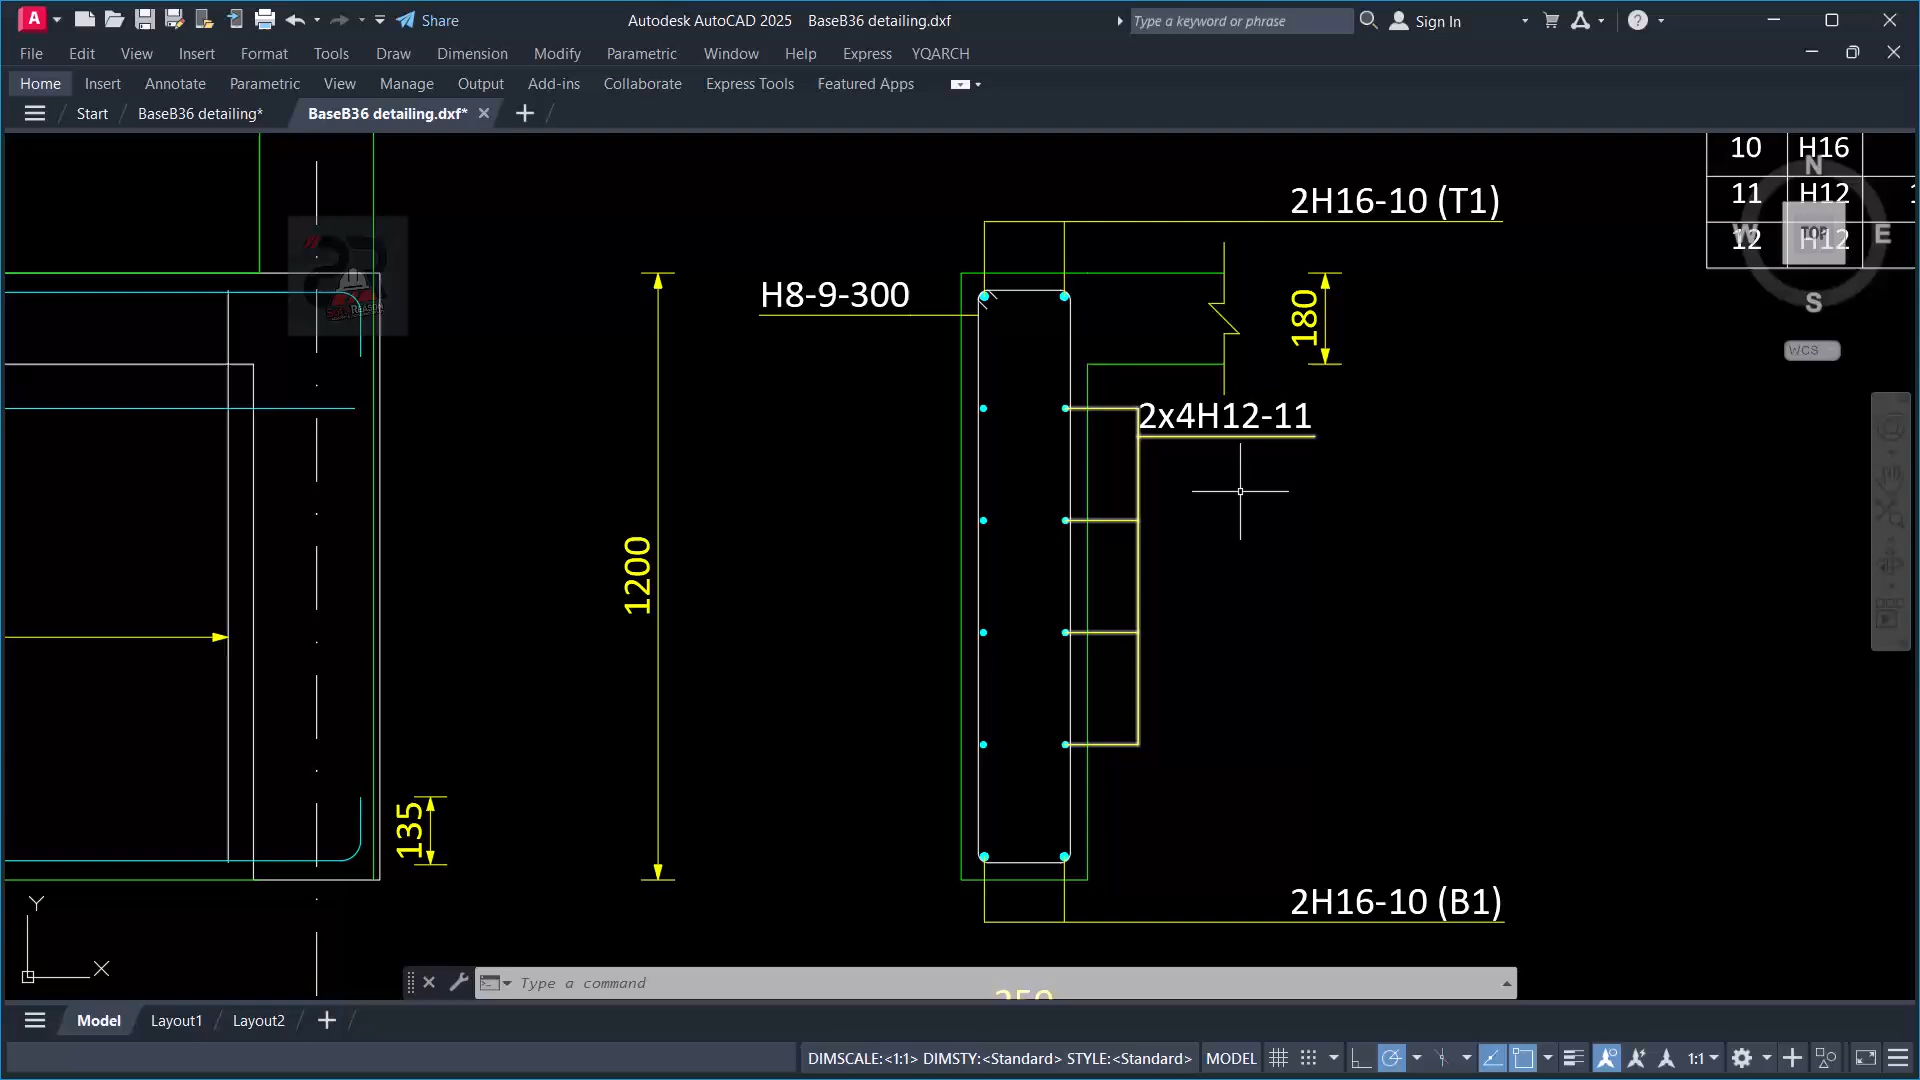 A Share Autodesk AutoCAD 2025 BaseB36 detailing.dxf Type a keyword or phrase Sign In
File Edit View Insert Format Tools Draw Dimension Modify Parametric Window Help Express YQARCH
Home Insert Annotate Parametric View Manage Output Add-ins Collaborate Express Tools Featured Apps
Start BaseB36 detailing* BaseB36 detailing.dxf*
10 H16
11 H12
12 H12
N
W TOP E
S
WCS
2H16-10 (T1)
H8-9-300
180
2x4H12-11
1200
135
2H16-10 (B1)
Y
X
Type a command
Model Layout1 Layout2
DIMSCALE:<1:1> DIMSTY:<Standard> STYLE:<Standard> MODEL 1:1